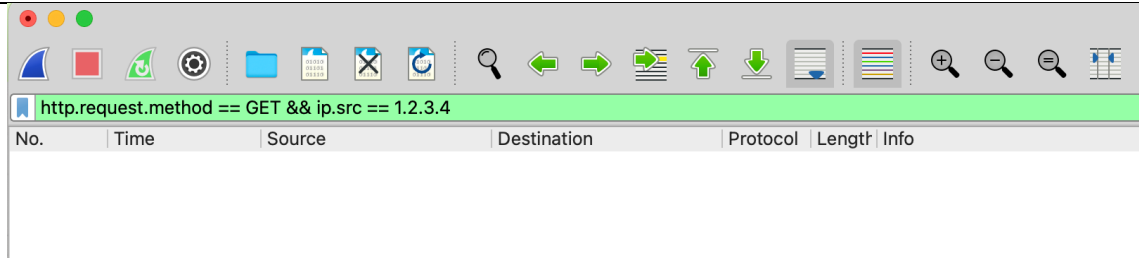 http.request.method == GET && ip.src == 1.2.3.4
No. Time Source Destination Protocol Length Info